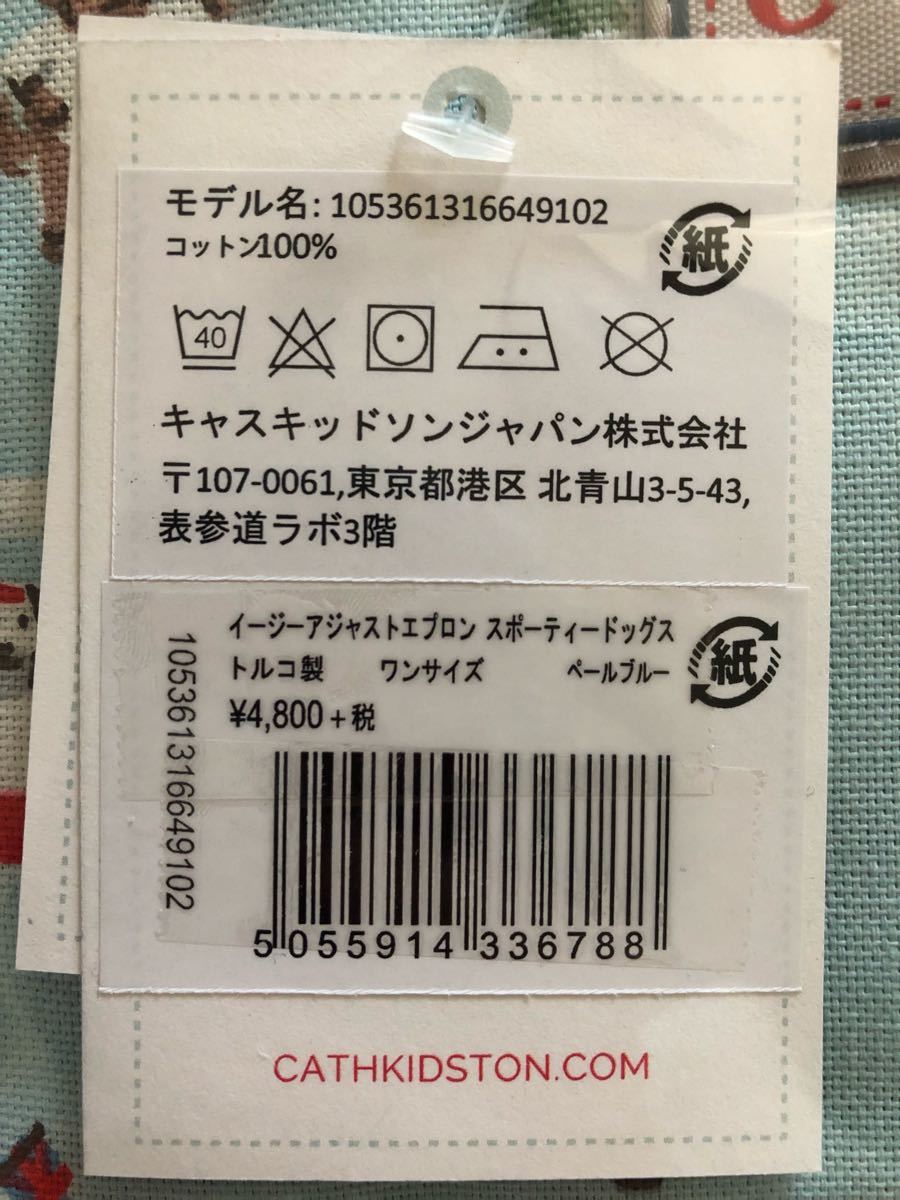 モデル名: 105361316649102
コットン100%
紙
40
キャスキッドソンジャパン株式会社
〒107-0061,東京都港区 北青山3-5-43,
表参道ラボ3階
イージーアジャストエプロン スポーティードッグス
トルコ製 ワンサイズ ペールブルー
紙
¥4,800+税
105361316649102
5055914336788
CATHKIDSTON.COM